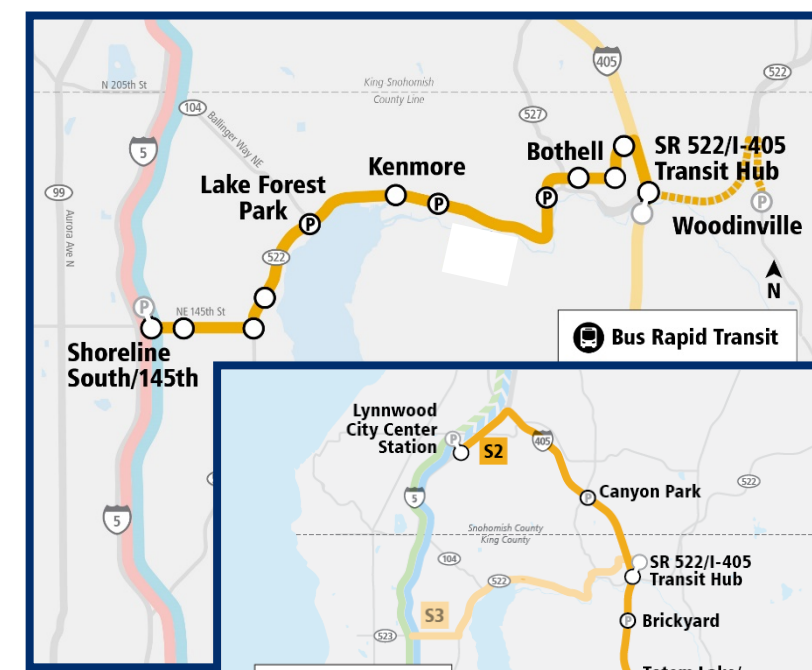 N 205th St
King Snohomish
County Line
405
522
104
Ballinger Way NE
527
5
99
Aurora Ave N
Bothell
SR 522/I-405
Transit Hub
Kenmore
Lake Forest
Park
P
P
P
P
Woodinville
N
522
P
NE 145th St
Shoreline
South/145th
Bus Rapid Transit
5
Lynnwood
City Center
Station
P
S2
405
P
Canyon Park
522
5
Snohomish County
King County
104
522
SR 522/I-405
Transit Hub
P
Brickyard
S3
523